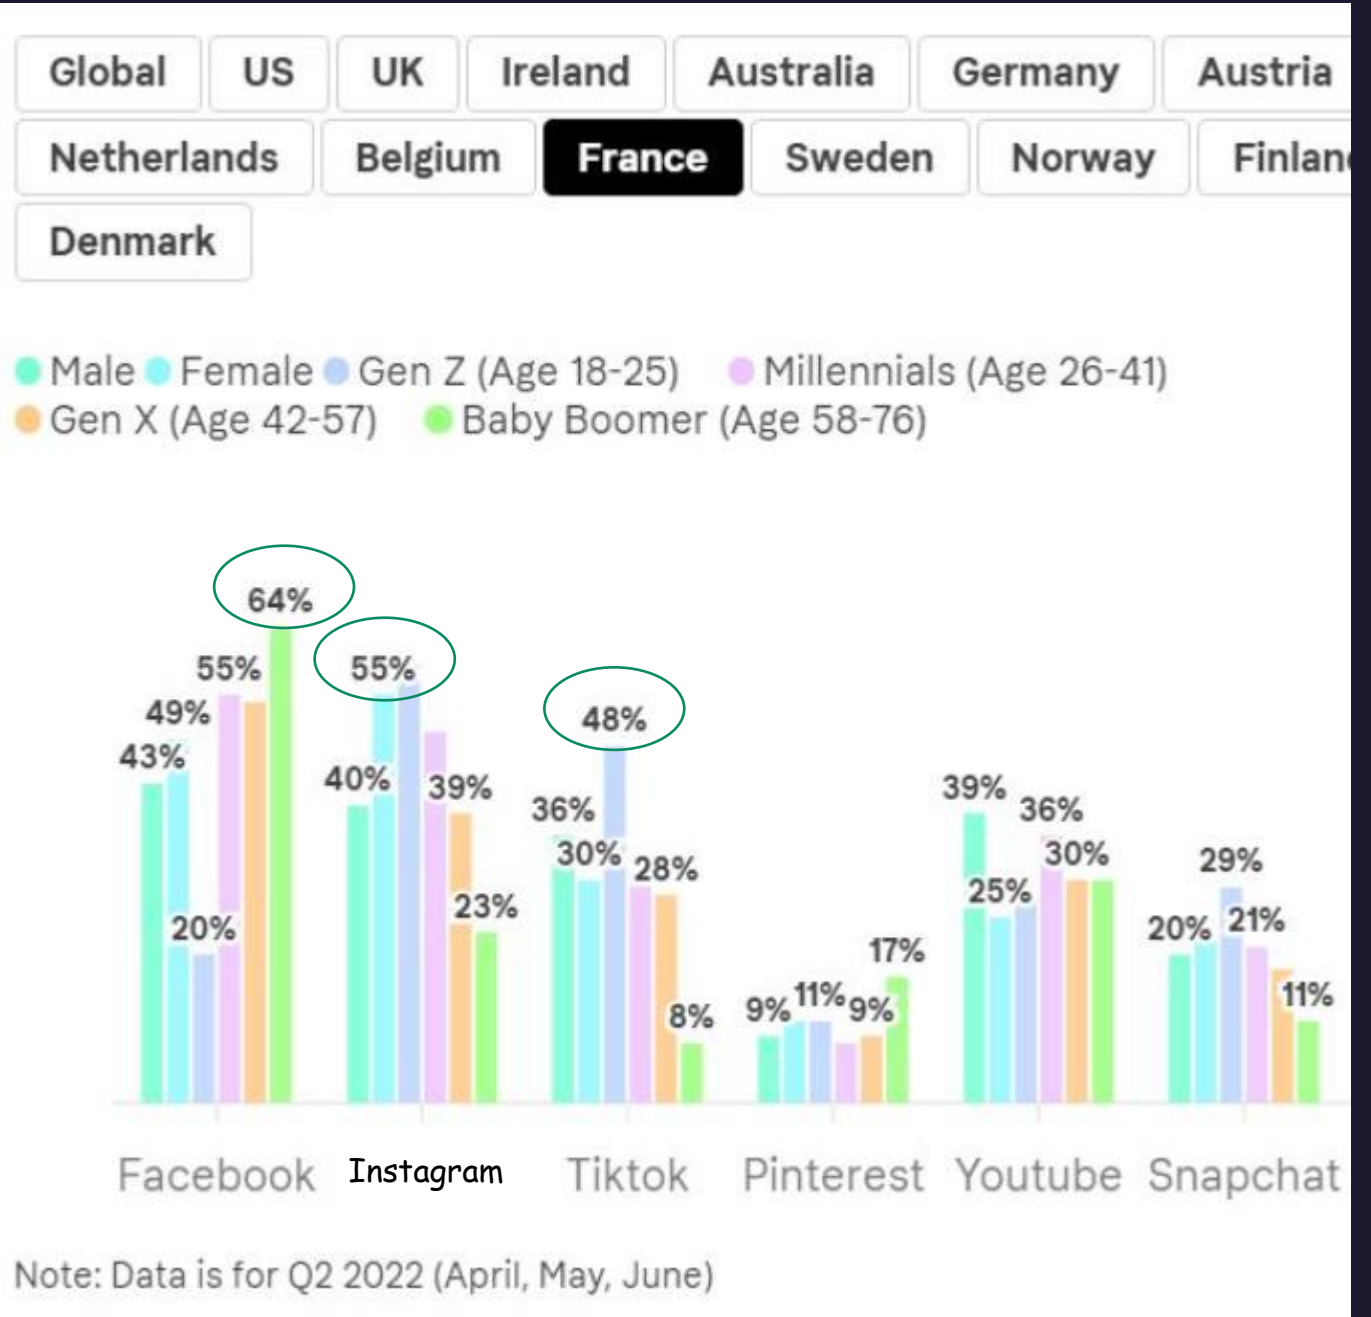 Global US UK Ireland Australia Germany Austria
Netherlands Belgium France Sweden Norway Finlan
Denmark
Male Female Gen Z (Age 18-25) Millennials (Age 26-41)
Gen X (Age 42-57) Baby Boomer (Age 58-76)
43% 49% 20% 55% 64%
40% 55% 39% 23%
36% 30% 48% 28% 8%
9% 11% 9% 17%
39% 25% 36% 30%
20% 29% 21% 11%
Facebook Instagram Tiktok Pinterest Youtube Snapchat
Note: Data is for Q2 2022 (April, May, June)